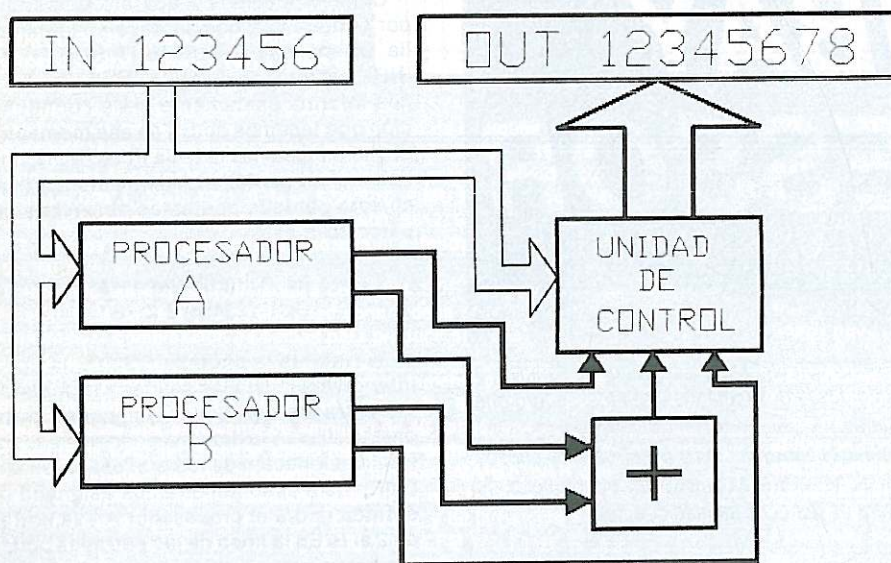 IN 123456
OUT 12345678
PROCESADOR
A
UNIDAD
DE
CONTROL
PROCESADOR
B
+